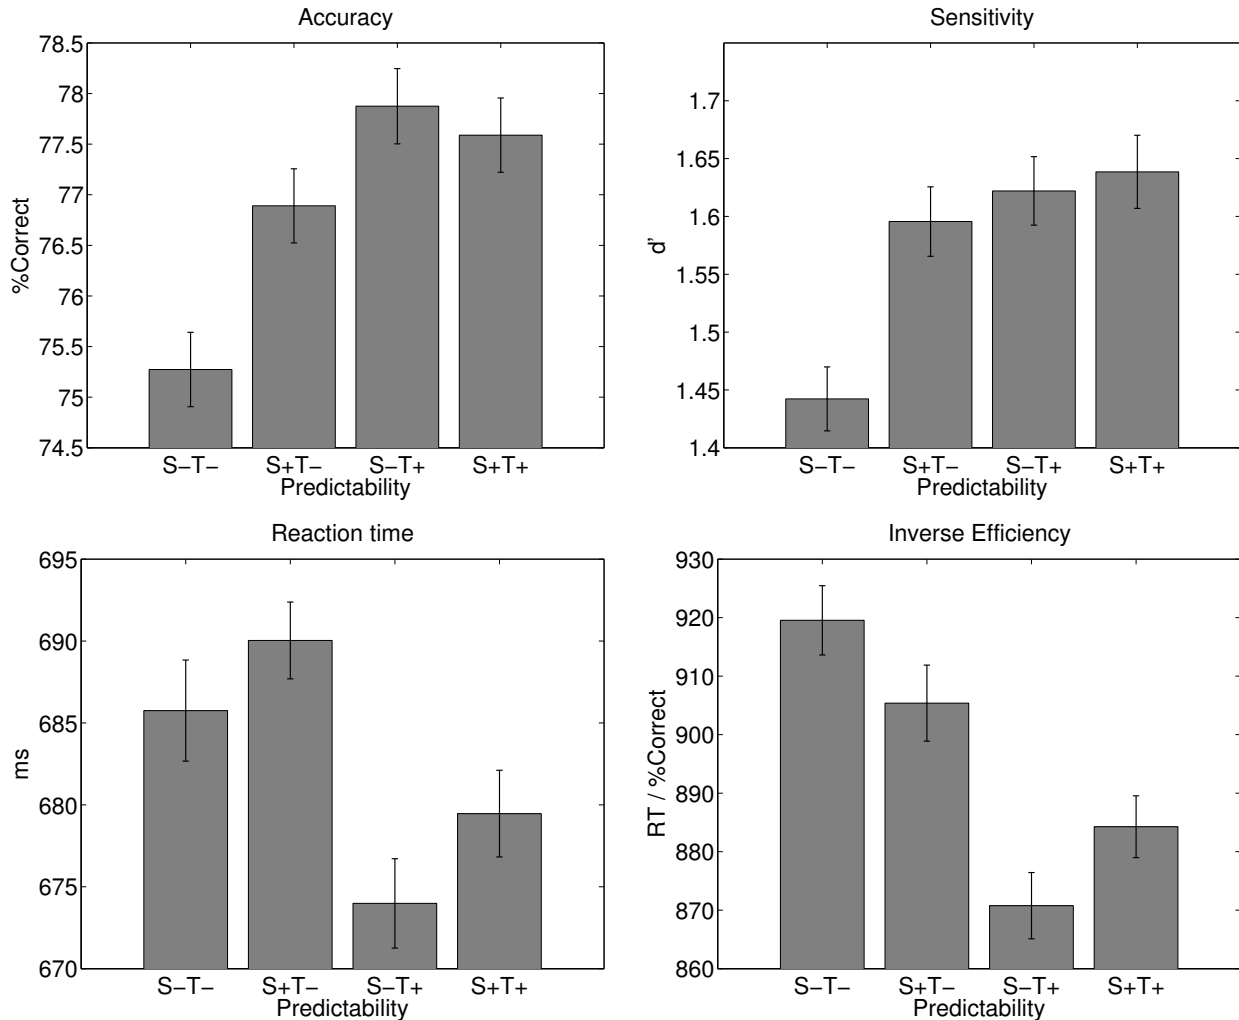 Accuracy
%Correct
78.5
78
77.5
77
76.5
76
75.5
75
74.5
S−T− S+T− S−T+ S+T+
Predictability
Sensitivity
d'
1.7
1.65
1.6
1.55
1.5
1.45
1.4
S−T− S+T− S−T+ S+T+
Predictability
Reaction time
ms
695
690
685
680
675
670
S−T− S+T− S−T+ S+T+
Predictability
Inverse Efficiency
RT / %Correct
930
920
910
900
890
880
870
860
S−T− S+T− S−T+ S+T+
Predictability